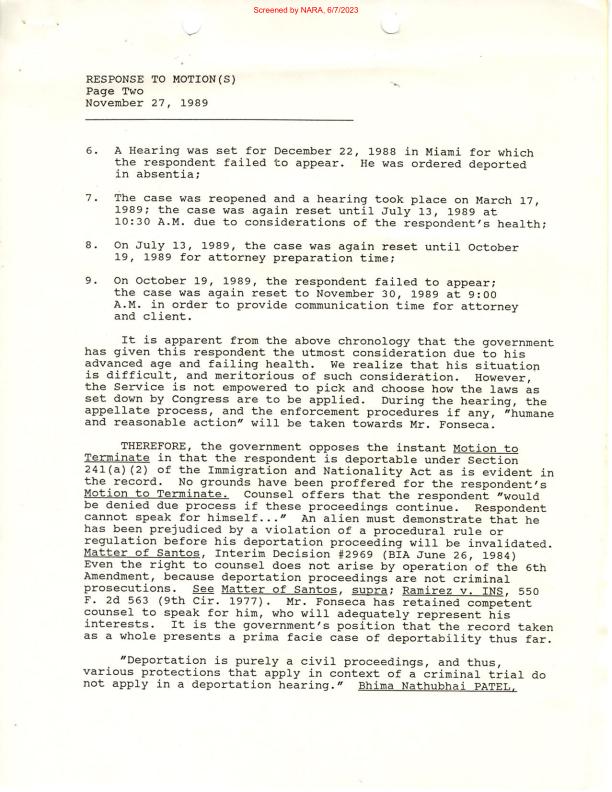 Screened by NARA, 6/7/2023
RESPONSE TO MOTION(S)
Page Two
November 27, 1989
6. A Hearing was set for December 22, 1988 in Miami for which
the respondent failed to appear. He was ordered deported
in absentia;
7. The case was reopened and a hearing took place on March 17,
1989; the case was again reset until July 13, 1989 at
10:30 A.M. due to considerations of the respondent's health;
8. On July 13, 1989, the case was again reset until October
19, 1989 for attorney preparation time;
9. On October 19, 1989, the respondent failed to appear;
the case was again reset to November 30, 1989 at 9:00
A.M. in order to provide communication time for attorney
and client.
It is apparent from the above chronology that the government
has given this respondent the utmost consideration due to his
advanced age and failing health. We realize that his situation
is difficult, and meritorious of such consideration. However,
the Service is not empowered to pick and choose how the laws as
set down by Congress are to be applied. During the hearing, the
appellate process, and the enforcement procedures if any, "humane
and reasonable action" will be taken towards Mr. Fonseca.
THEREFORE, the government opposes the instant Motion to
Terminate in that the respondent is deportable under Section
241(a)(2) of the Immigration and Nationality Act as is evident in
the record. No grounds have been proffered for the respondent's
Motion to Terminate. Counsel offers that the respondent "would
be denied due process if these proceedings continue. Respondent
cannot speak for himself..." An alien must demonstrate that he
has been prejudiced by a violation of a procedural rule or
regulation before his deportation proceeding will be invalidated.
Matter of Santos, Interim Decision #2969 (BIA June 26, 1984)
Even the right to counsel does not arise by operation of the 6th
Amendment, because deportation proceedings are not criminal
prosecutions. See Matter of Santos, supra; Ramirez v. INS, 550
F. 2d 563 (9th Cir. 1977). Mr. Fonseca has retained competent
counsel to speak for him, who will adequately represent his
interests. It is the government's position that the record taken
as a whole presents a prima facie case of deportability thus far.
"Deportation is purely a civil proceedings, and thus,
various protections that apply in context of a criminal trial do
not apply in a deportation hearing." Bhima Nathubhai PATEL,